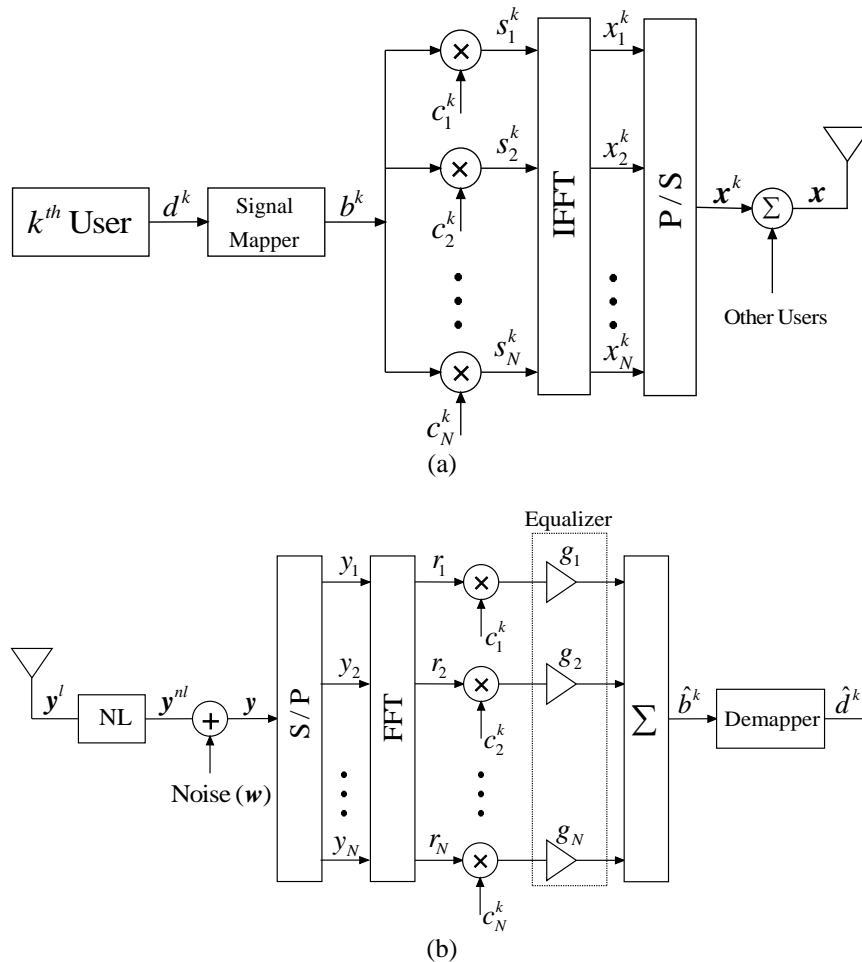 s_1^k
x_1^k
×
c_1^k
s_2^k
x_2^k
×
k^th User
d^k
Signal
Mapper
b^k
c_2^k
IFFT
P / S
x^k
Σ
x
s_N^k
x_N^k
Other Users
×
c_N^k
(a)
Equalizer
y_1
r_1
×
g_1
c_1^k
y_2
r_2
×
g_2
y^l
NL
y^nl
+
y
S / P
FFT
c_2^k
Σ
b̂^k
Demapper
d̂^k
Noise (w)
y_N
r_N
×
g_N
c_N^k
(b)